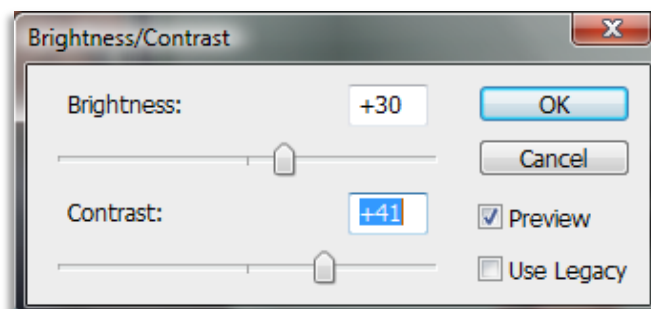 Brightness/Contrast
X
Brightness: +30 OK
Cancel
Contrast: +41 Preview
Use Legacy